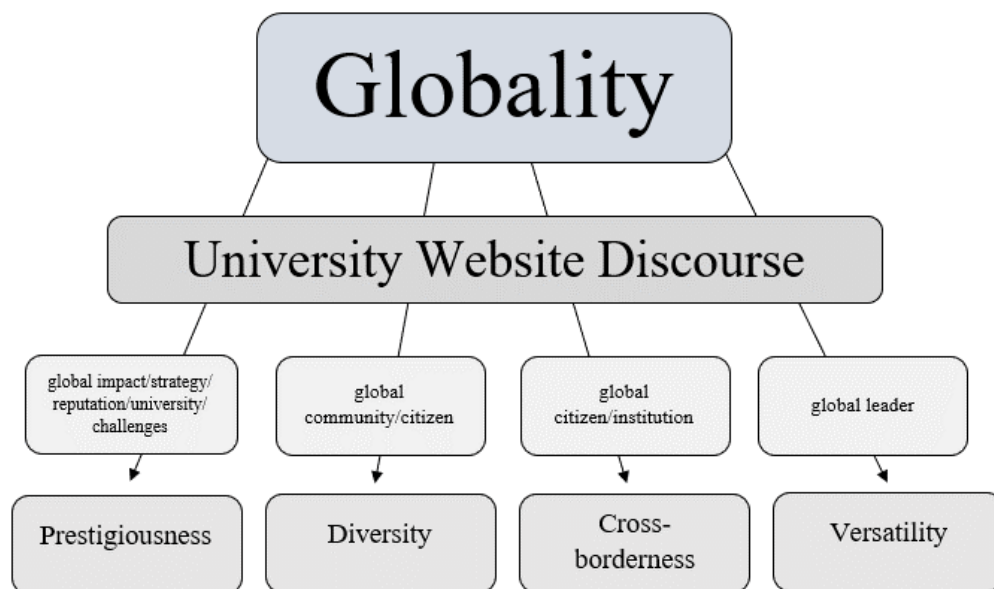 Globality
University Website Discourse
global impact/strategy/
reputation/university/
challenges
global
community/citizen
global
citizen/institution
global leader
Prestigiousness
Diversity
Cross-
borderness
Versatility